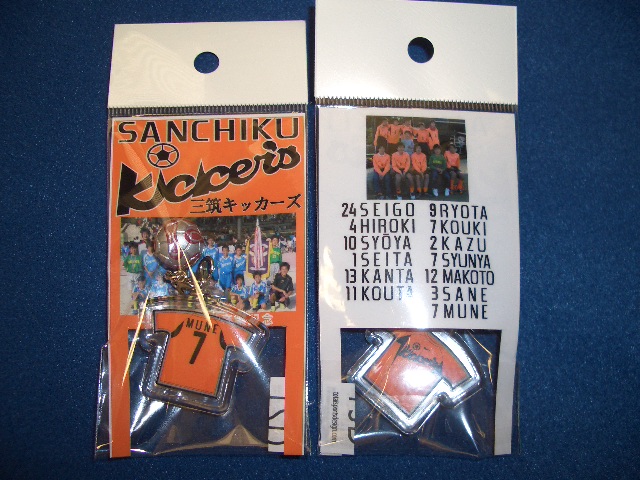 SANCHIKU
Kickers
三筑キッカーズ
MUNE
7
24 SEIGO 9 RYOTA
4 HIROKI 7 KOUKI
10 SYŌYA 2 KAZU
1 SEITA 7 SYUNYA
13 KANTA 12 MAKOTO
11 KOUTA 3 SANE
7 MUNE